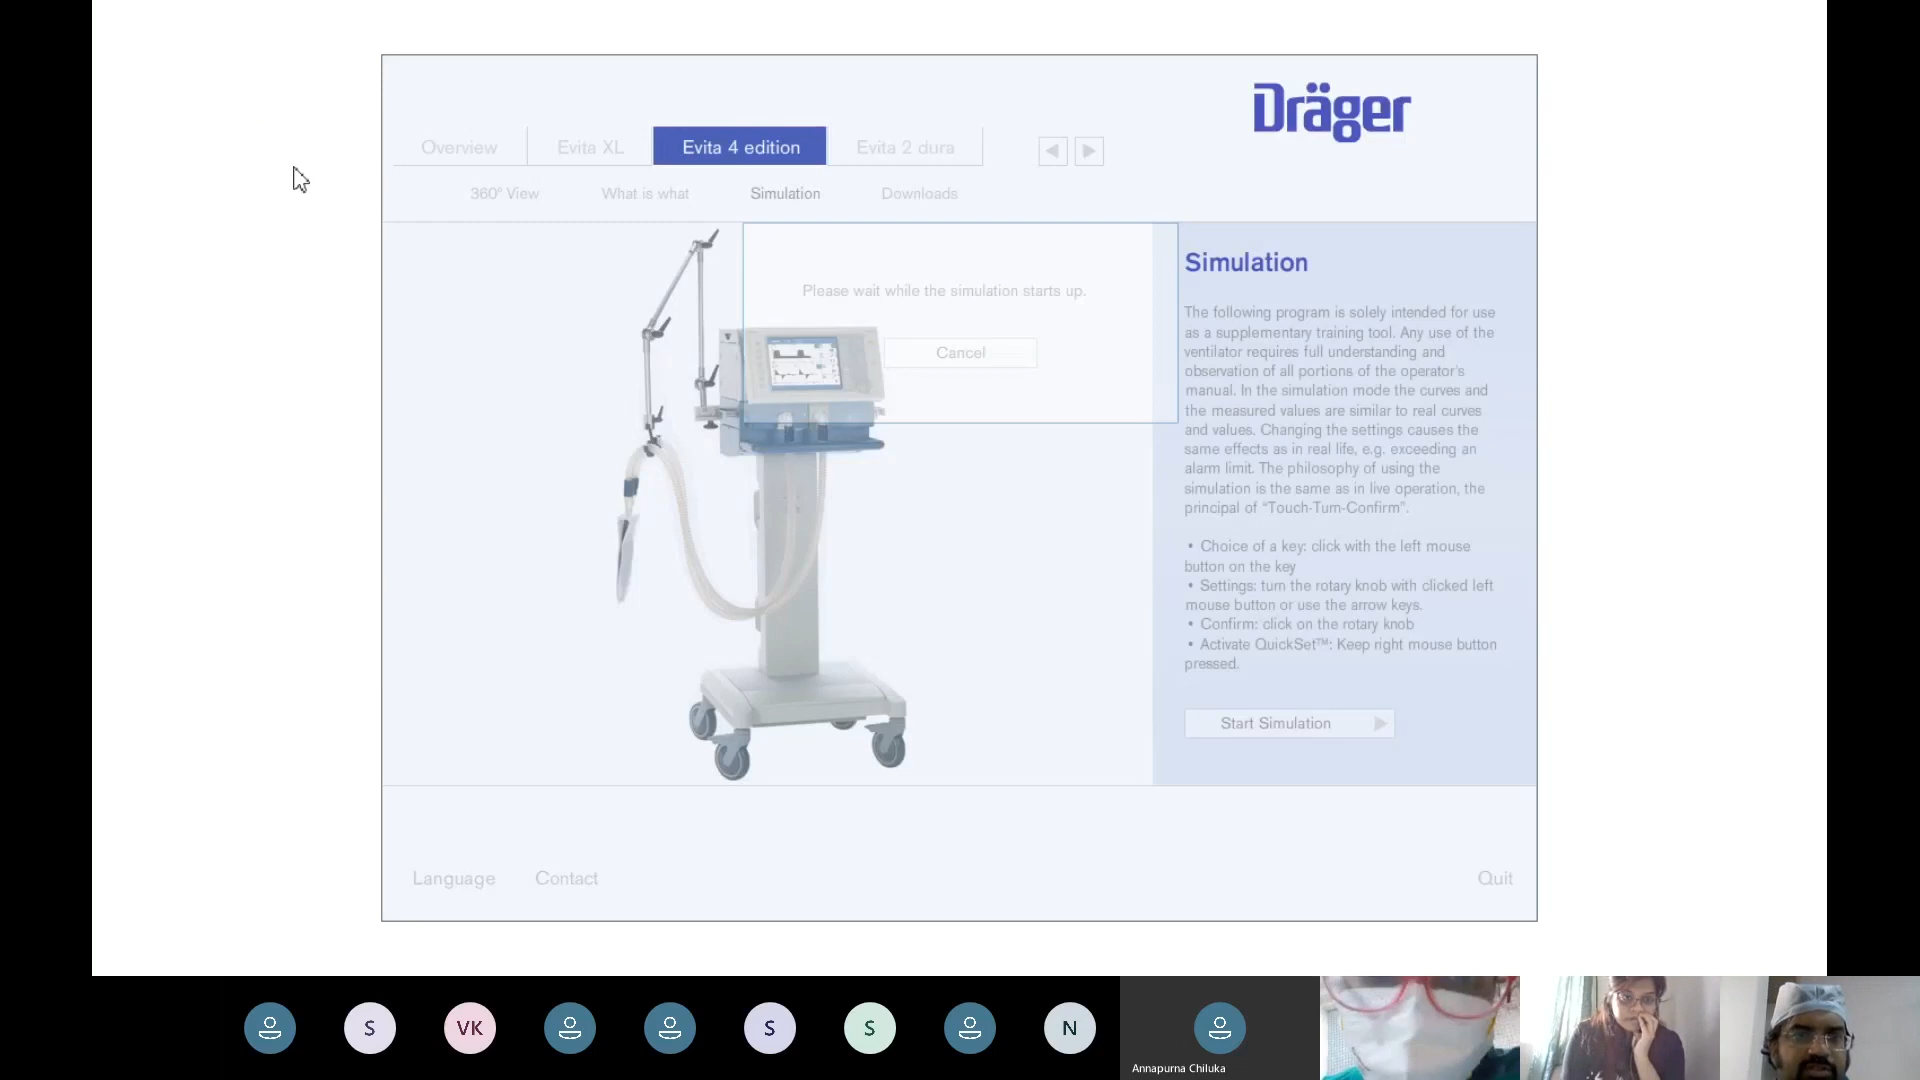 Dräger
Overview
Evita XL
Evita 4 edition
Evita 2 dura
360° View
What is what
Simulation
Downloads
Please wait while the simulation starts up.
Cancel
Simulation
The following program is solely intended for use
as a supplementary training tool. Any use of the
ventilator requires full understanding and
observation of all portions of the operator's
manual. In the simulation mode the curves and
the measured values are similar to real curves
and values. Changing the settings causes the
same effects as in real life, e.g. exceeding an
alarm limit. The philosophy of using the
simulation is the same as in live operation, the
principal of “Touch-Turn-Confirm”.
• Choice of a key: click with the left mouse
button on the key
• Settings: turn the rotary knob with clicked left
mouse button or use the arrow keys.
• Confirm: click on the rotary knob
• Activate QuickSet™: Keep right mouse button
pressed.
Start Simulation
Language
Contact
Quit
S
VK
S
S
N
Annapurna Chiluka